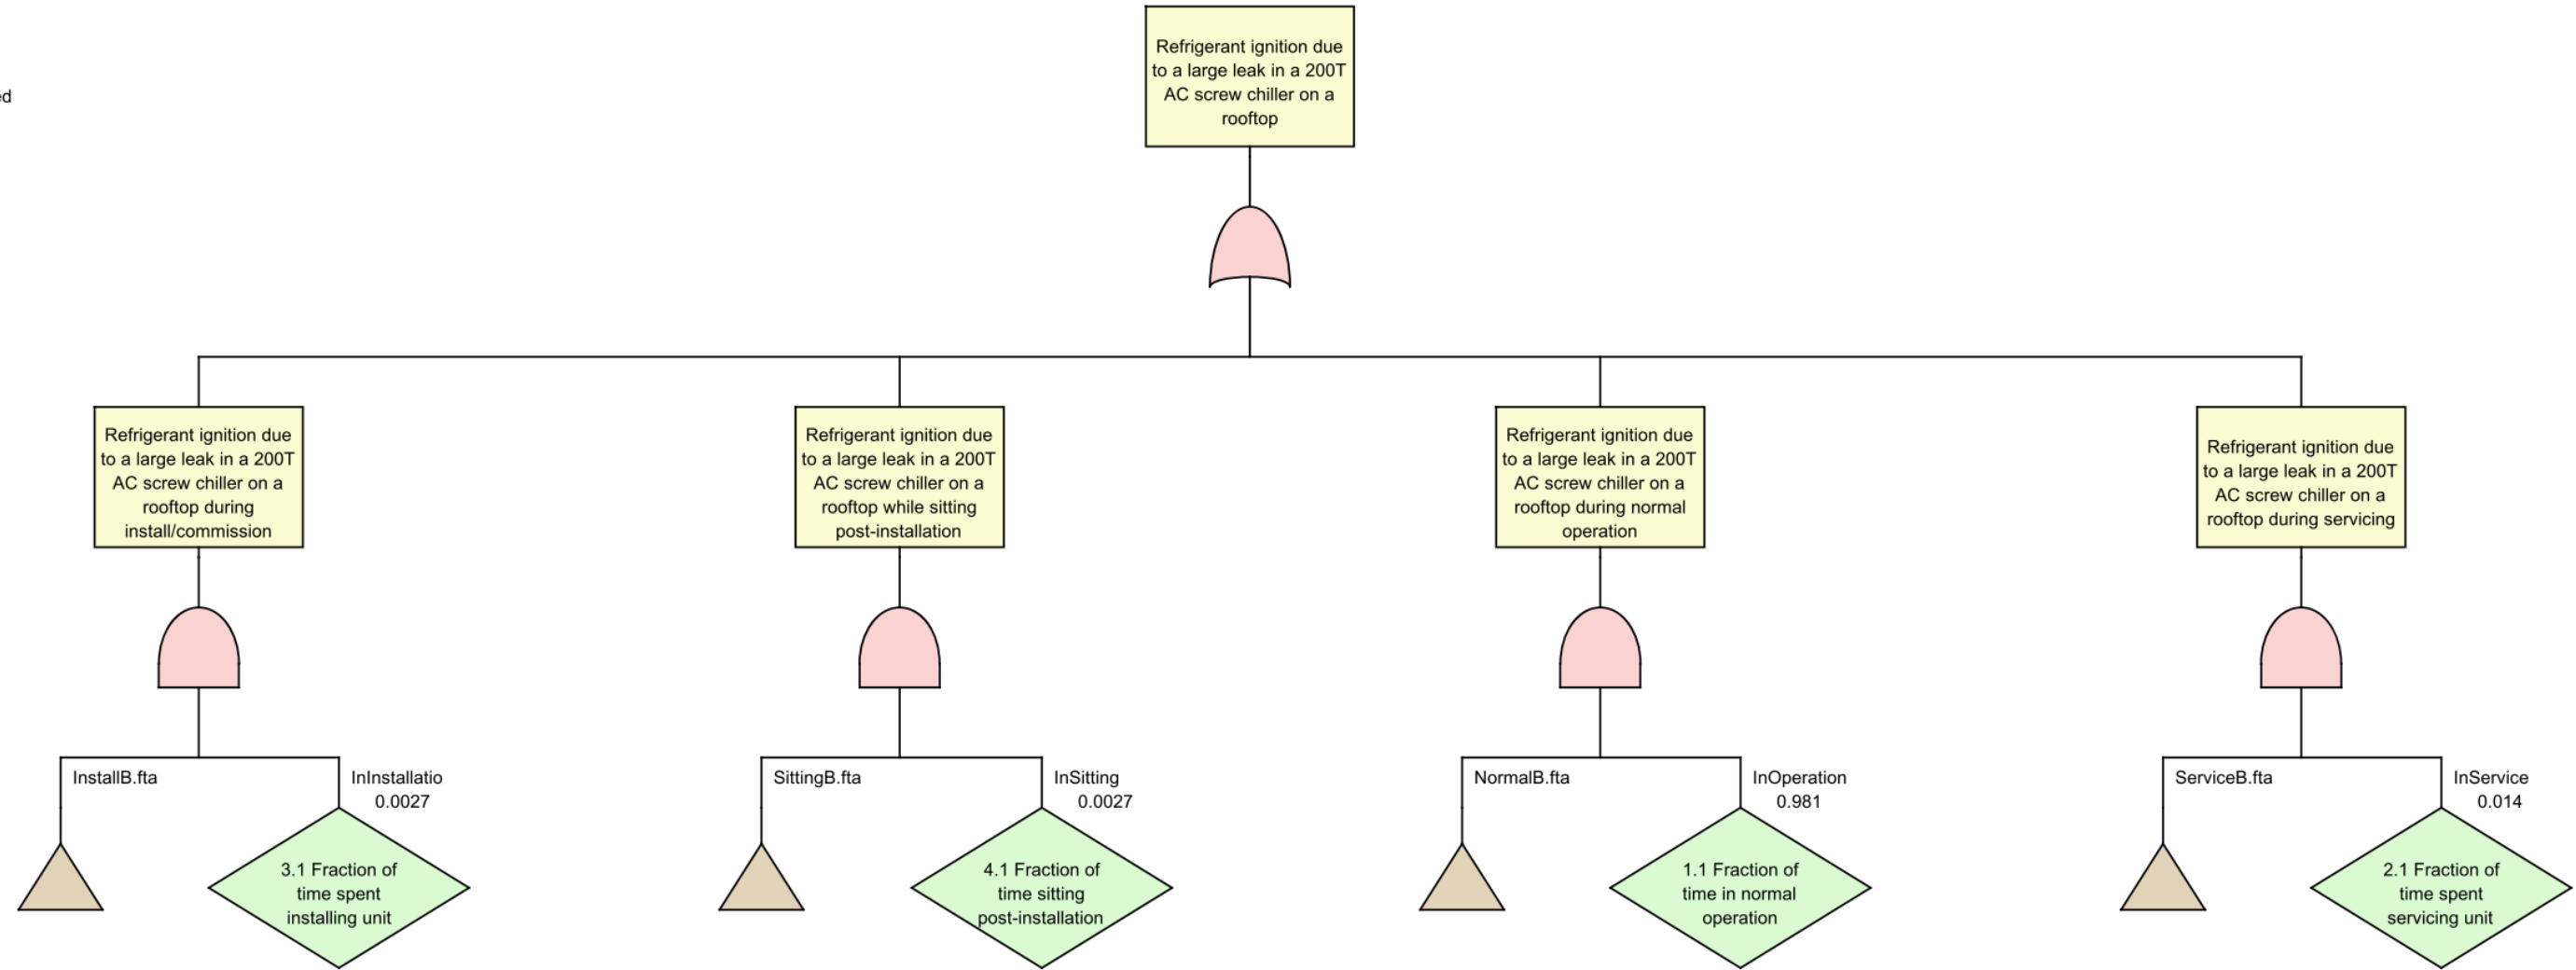 Refrigerant ignition due
to a large leak in a 200T
AC screw chiller on a
rooftop
ed
Refrigerant ignition due
to a large leak in a 200T
AC screw chiller on a
rooftop during
install/commission
Refrigerant ignition due
to a large leak in a 200T
AC screw chiller on a
rooftop while sitting
post-installation
Refrigerant ignition due
to a large leak in a 200T
AC screw chiller on a
rooftop during normal
operation
Refrigerant ignition due
to a large leak in a 200T
AC screw chiller on a
rooftop during servicing
InstallB.fta
InInstallatio
0.0027
SittingB.fta
InSitting
0.0027
NormalB.fta
InOperation
0.981
ServiceB.fta
InService
0.014
3.1 Fraction of
time spent
installing unit
4.1 Fraction of
time sitting
post-installation
1.1 Fraction of
time in normal
operation
2.1 Fraction of
time spent
servicing unit